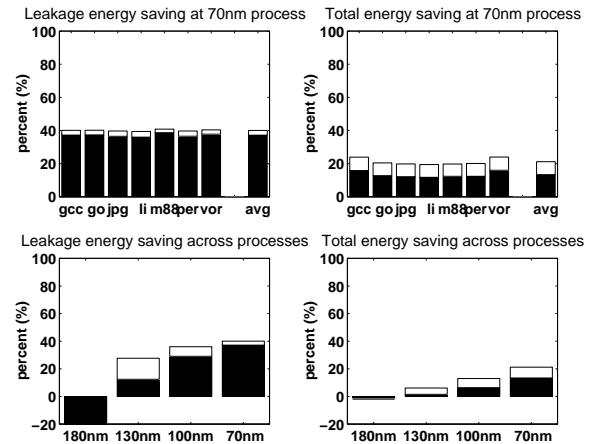 Leakage energy saving at 70nm process
100
80
60
40
20
0
percent (%)
gcc go jpg li m88 per vor avg
Total energy saving at 70nm process
100
80
60
40
20
0
percent (%)
gcc go jpg li m88 per vor avg
Leakage energy saving across processes
100
80
60
40
20
0
−20
percent (%)
180nm 130nm 100nm 70nm
Total energy saving across processes
100
80
60
40
20
0
−20
percent (%)
180nm 130nm 100nm 70nm